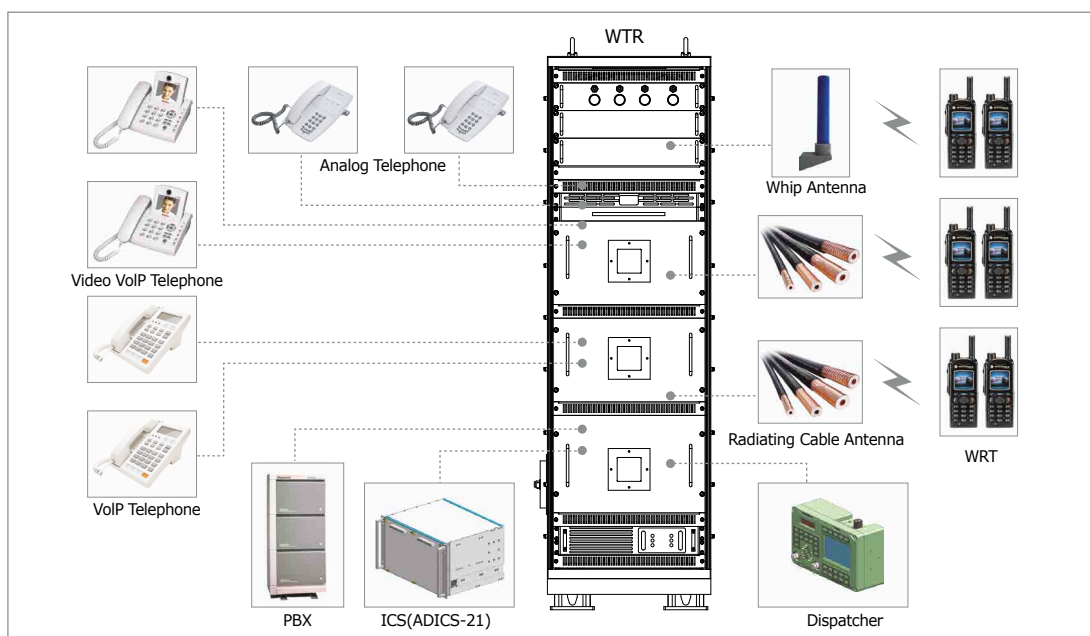 WTR
Analog Telephone
Whip Antenna
Video VoIP Telephone
Radiating Cable Antenna
WRT
VoIP Telephone
PBX
ICS(ADICS-21)
Dispatcher